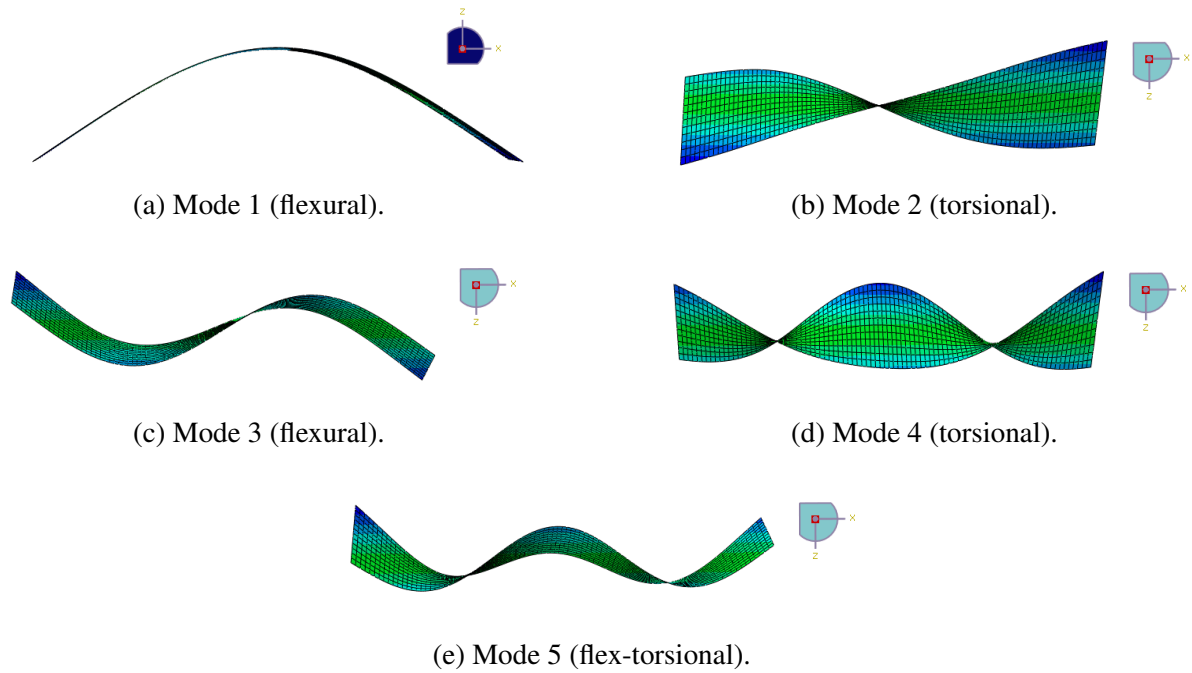 z
x
x
z
(a) Mode 1 (flexural).
(b) Mode 2 (torsional).
x
z
x
z
(c) Mode 3 (flexural).
(d) Mode 4 (torsional).
x
z
(e) Mode 5 (flex-torsional).